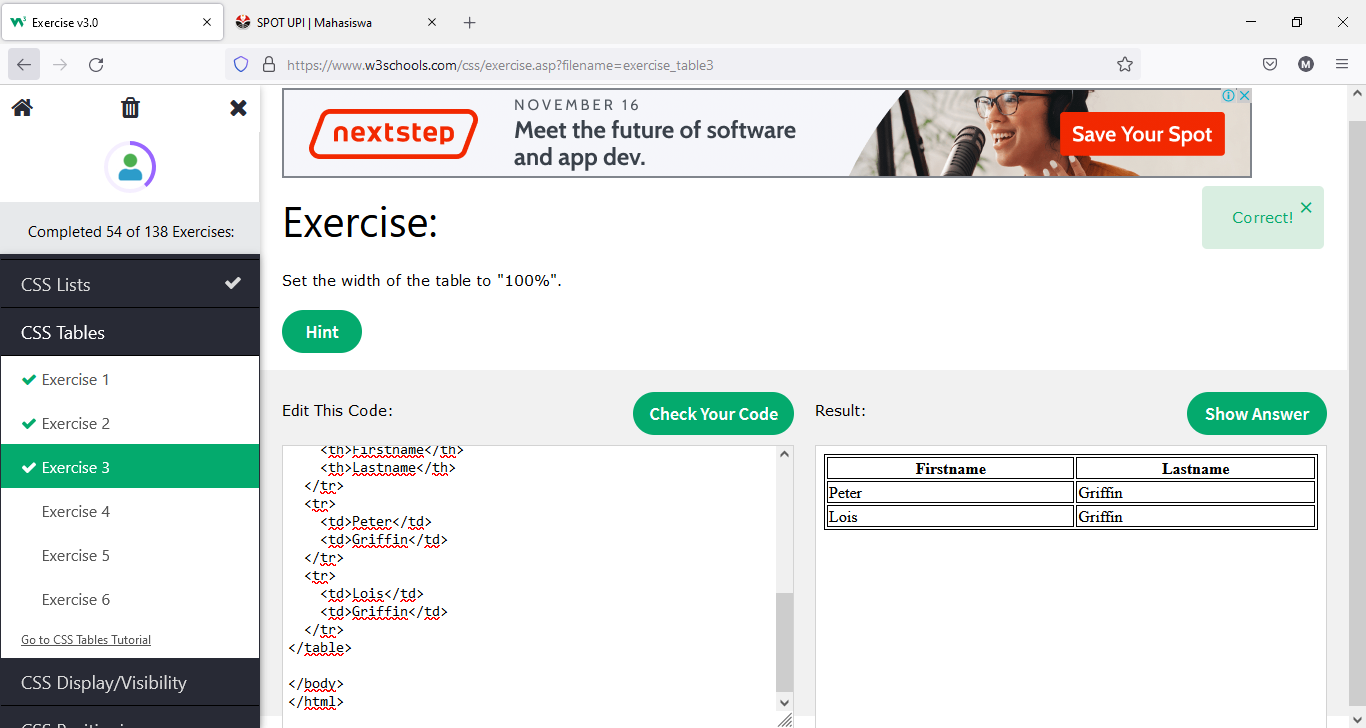 Exercise v3.0
SPOT UPI | Mahasiswa
https://www.w3schools.com/css/exercise.asp?filename=exercise_table3
M
nextstep
NOVEMBER 16
Meet the future of software
and app dev.
Save Your Spot
Completed 54 of 138 Exercises:
CSS Lists
CSS Tables
Exercise 1
Exercise 2
Exercise 3
Exercise 4
Exercise 5
Exercise 6
Go to CSS Tables Tutorial
CSS Display/Visibility
Exercise:
Correct!
Set the width of the table to "100%".
Hint
Edit This Code:
Check Your Code
<th>Firstname</th>
<th>Lastname</th>
</tr>
<tr>
<td>Peter</td>
<td>Griffin</td>
</tr>
<tr>
<td>Lois</td>
<td>Griffin</td>
</tr>
</table>
</body>
</html>
Result:
Show Answer
Firstname Lastname
Peter Griffin
Lois Griffin